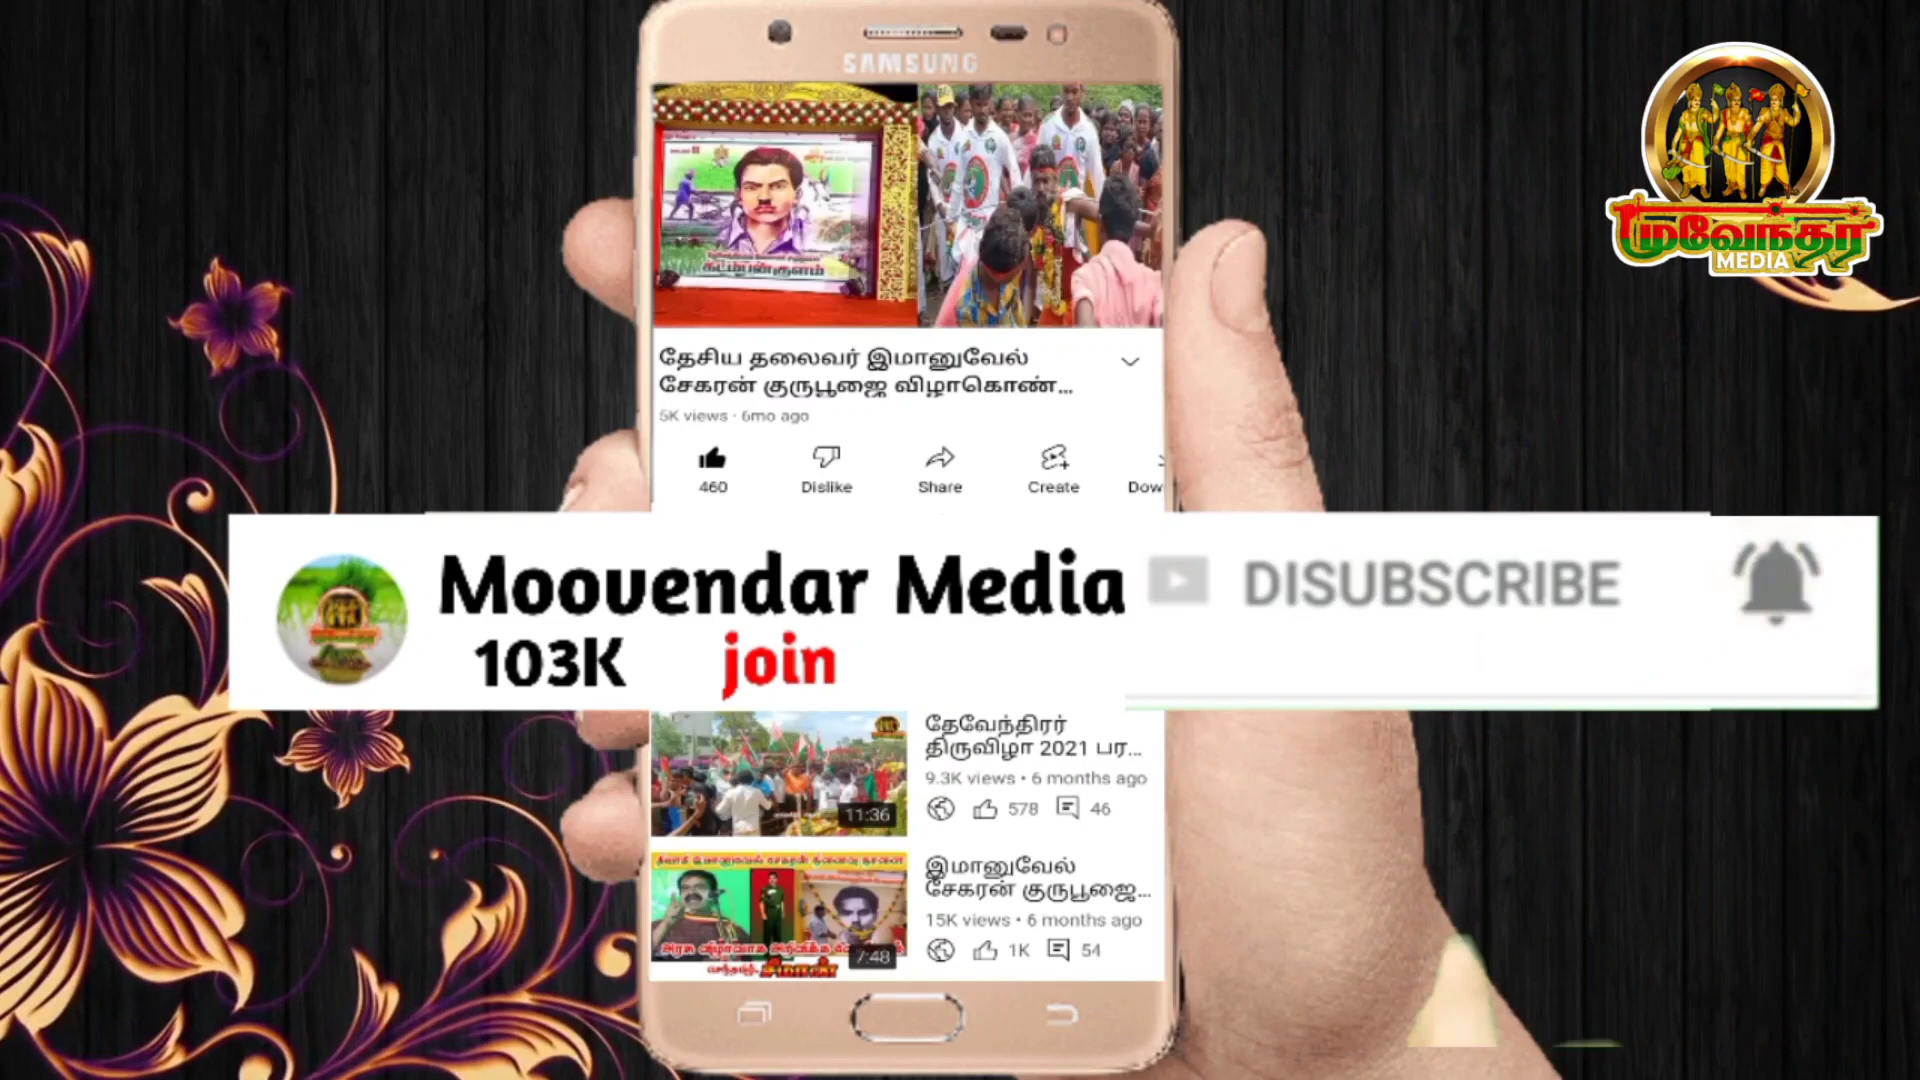 SAMSUNG
மூவேந்தர்
MEDIA
தேசிய தலைவர் இமானுவேல்
சேகரன் குருபூஜை விழாகொண்...
5K views · 6mo ago
460 Dislike Share Create Dow
Moovendar Media
DISUBSCRIBE
103K join
தேவேந்திரர்
திருவிழா 2021 பர...
9.3K views • 6 months ago
578 46
11:36
இமானுவேல்
சேகரன் குருபூஜை...
15K views • 6 months ago
1K 54
7:48
சீமான்